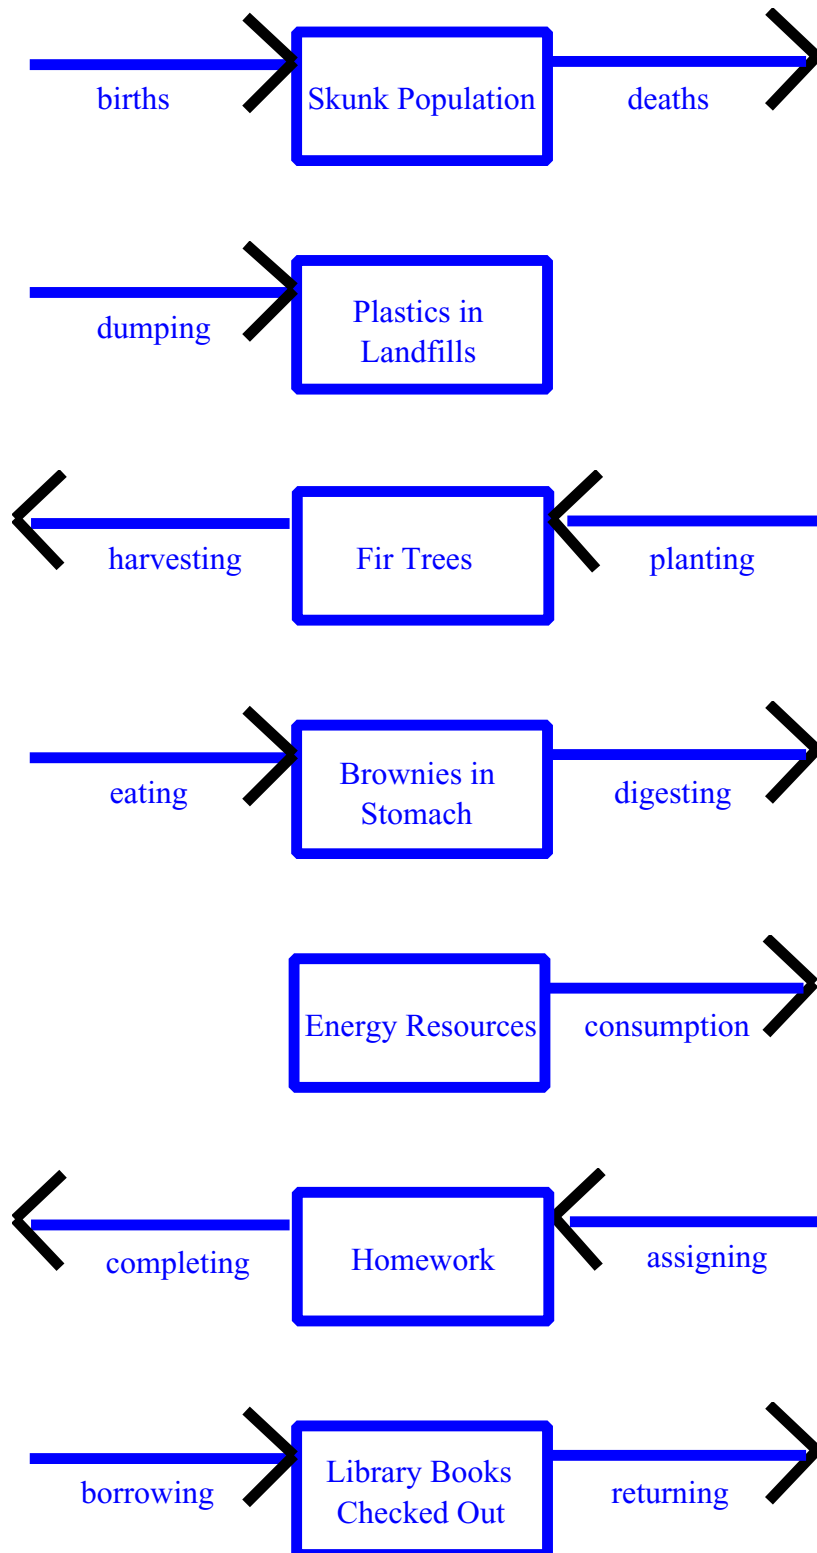 births
Skunk Population
deaths
dumping
Plastics in
Landfills
harvesting
Fir Trees
planting
eating
Brownies in
Stomach
digesting
Energy Resources
consumption
completing
Homework
assigning
borrowing
Library Books
Checked Out
returning